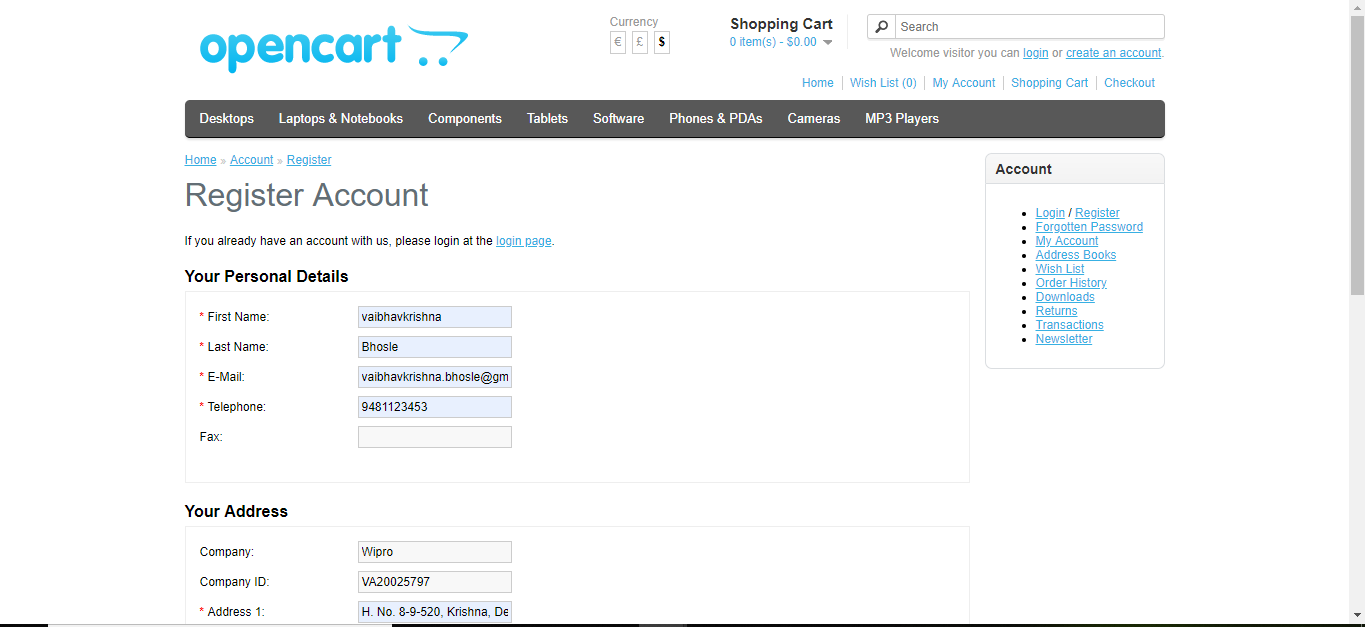 opencart
Currency
€ £ $
Shopping Cart
0 item(s) - $0.00
Search
Welcome visitor you can login or create an account.
Home Wish List (0) My Account Shopping Cart Checkout
Desktops Laptops & Notebooks Components Tablets Software Phones & PDAs Cameras MP3 Players
Home » Account » Register
Register Account
If you already have an account with us, please login at the login page.
Your Personal Details
* First Name: vaibhavkrishna
* Last Name: Bhosle
* E-Mail: vaibhavkrishna.bhosle@gm
* Telephone: 9481123453
Fax:
Your Address
Company: Wipro
Company ID: VA20025797
* Address 1: H. No. 8-9-520, Krishna, De
Account
Login / Register
Forgotten Password
My Account
Address Books
Wish List
Order History
Downloads
Returns
Transactions
Newsletter